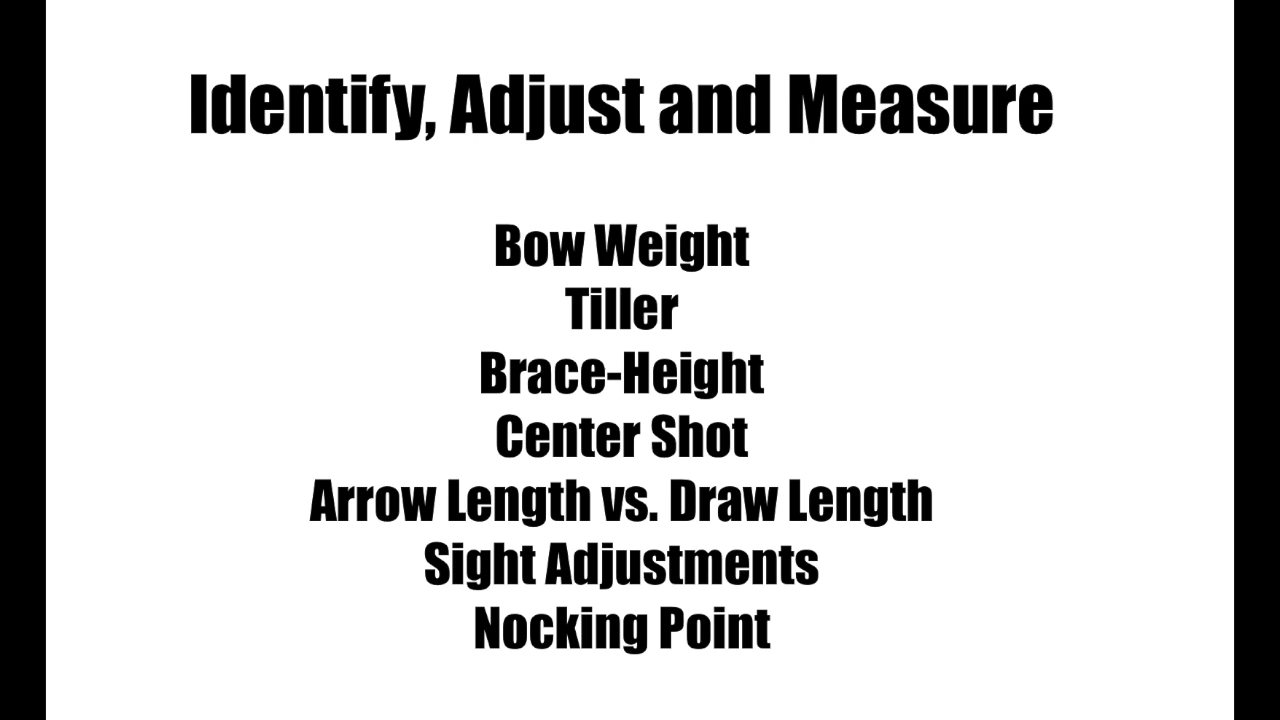 Identify, Adjust and Measure
Bow Weight
Tiller
Brace-Height
Center Shot
Arrow Length vs. Draw Length
Sight Adjustments
Nocking Point